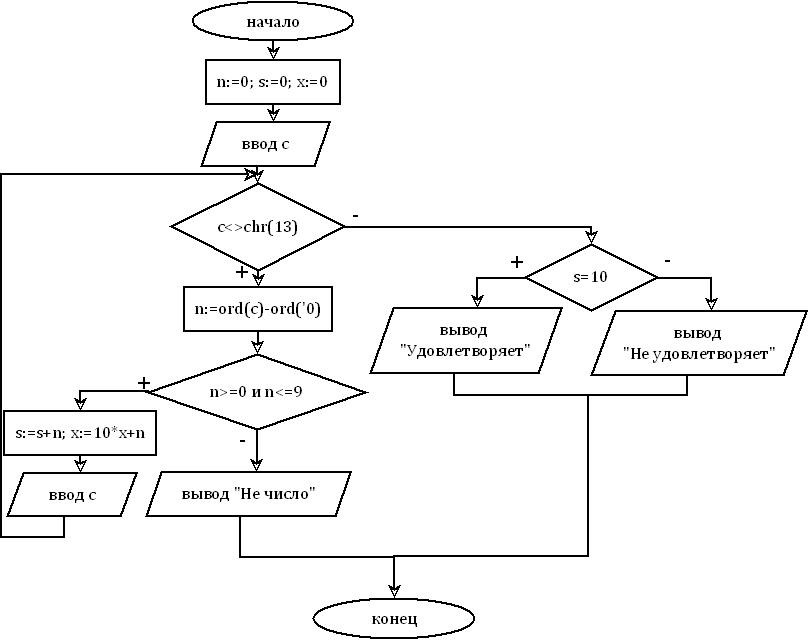 начало
n:=0; s:=0; x:=0
ввод с
c<>chr(13)
-
+
s=10
+
-
n:=ord(c)-ord('0)
вывод
"Удовлетворяет"
вывод
"Не удовлетворяет"
n>=0 и n<=9
+
-
s:=s+n; x:=10*x+n
ввод с
вывод "Не число"
конец